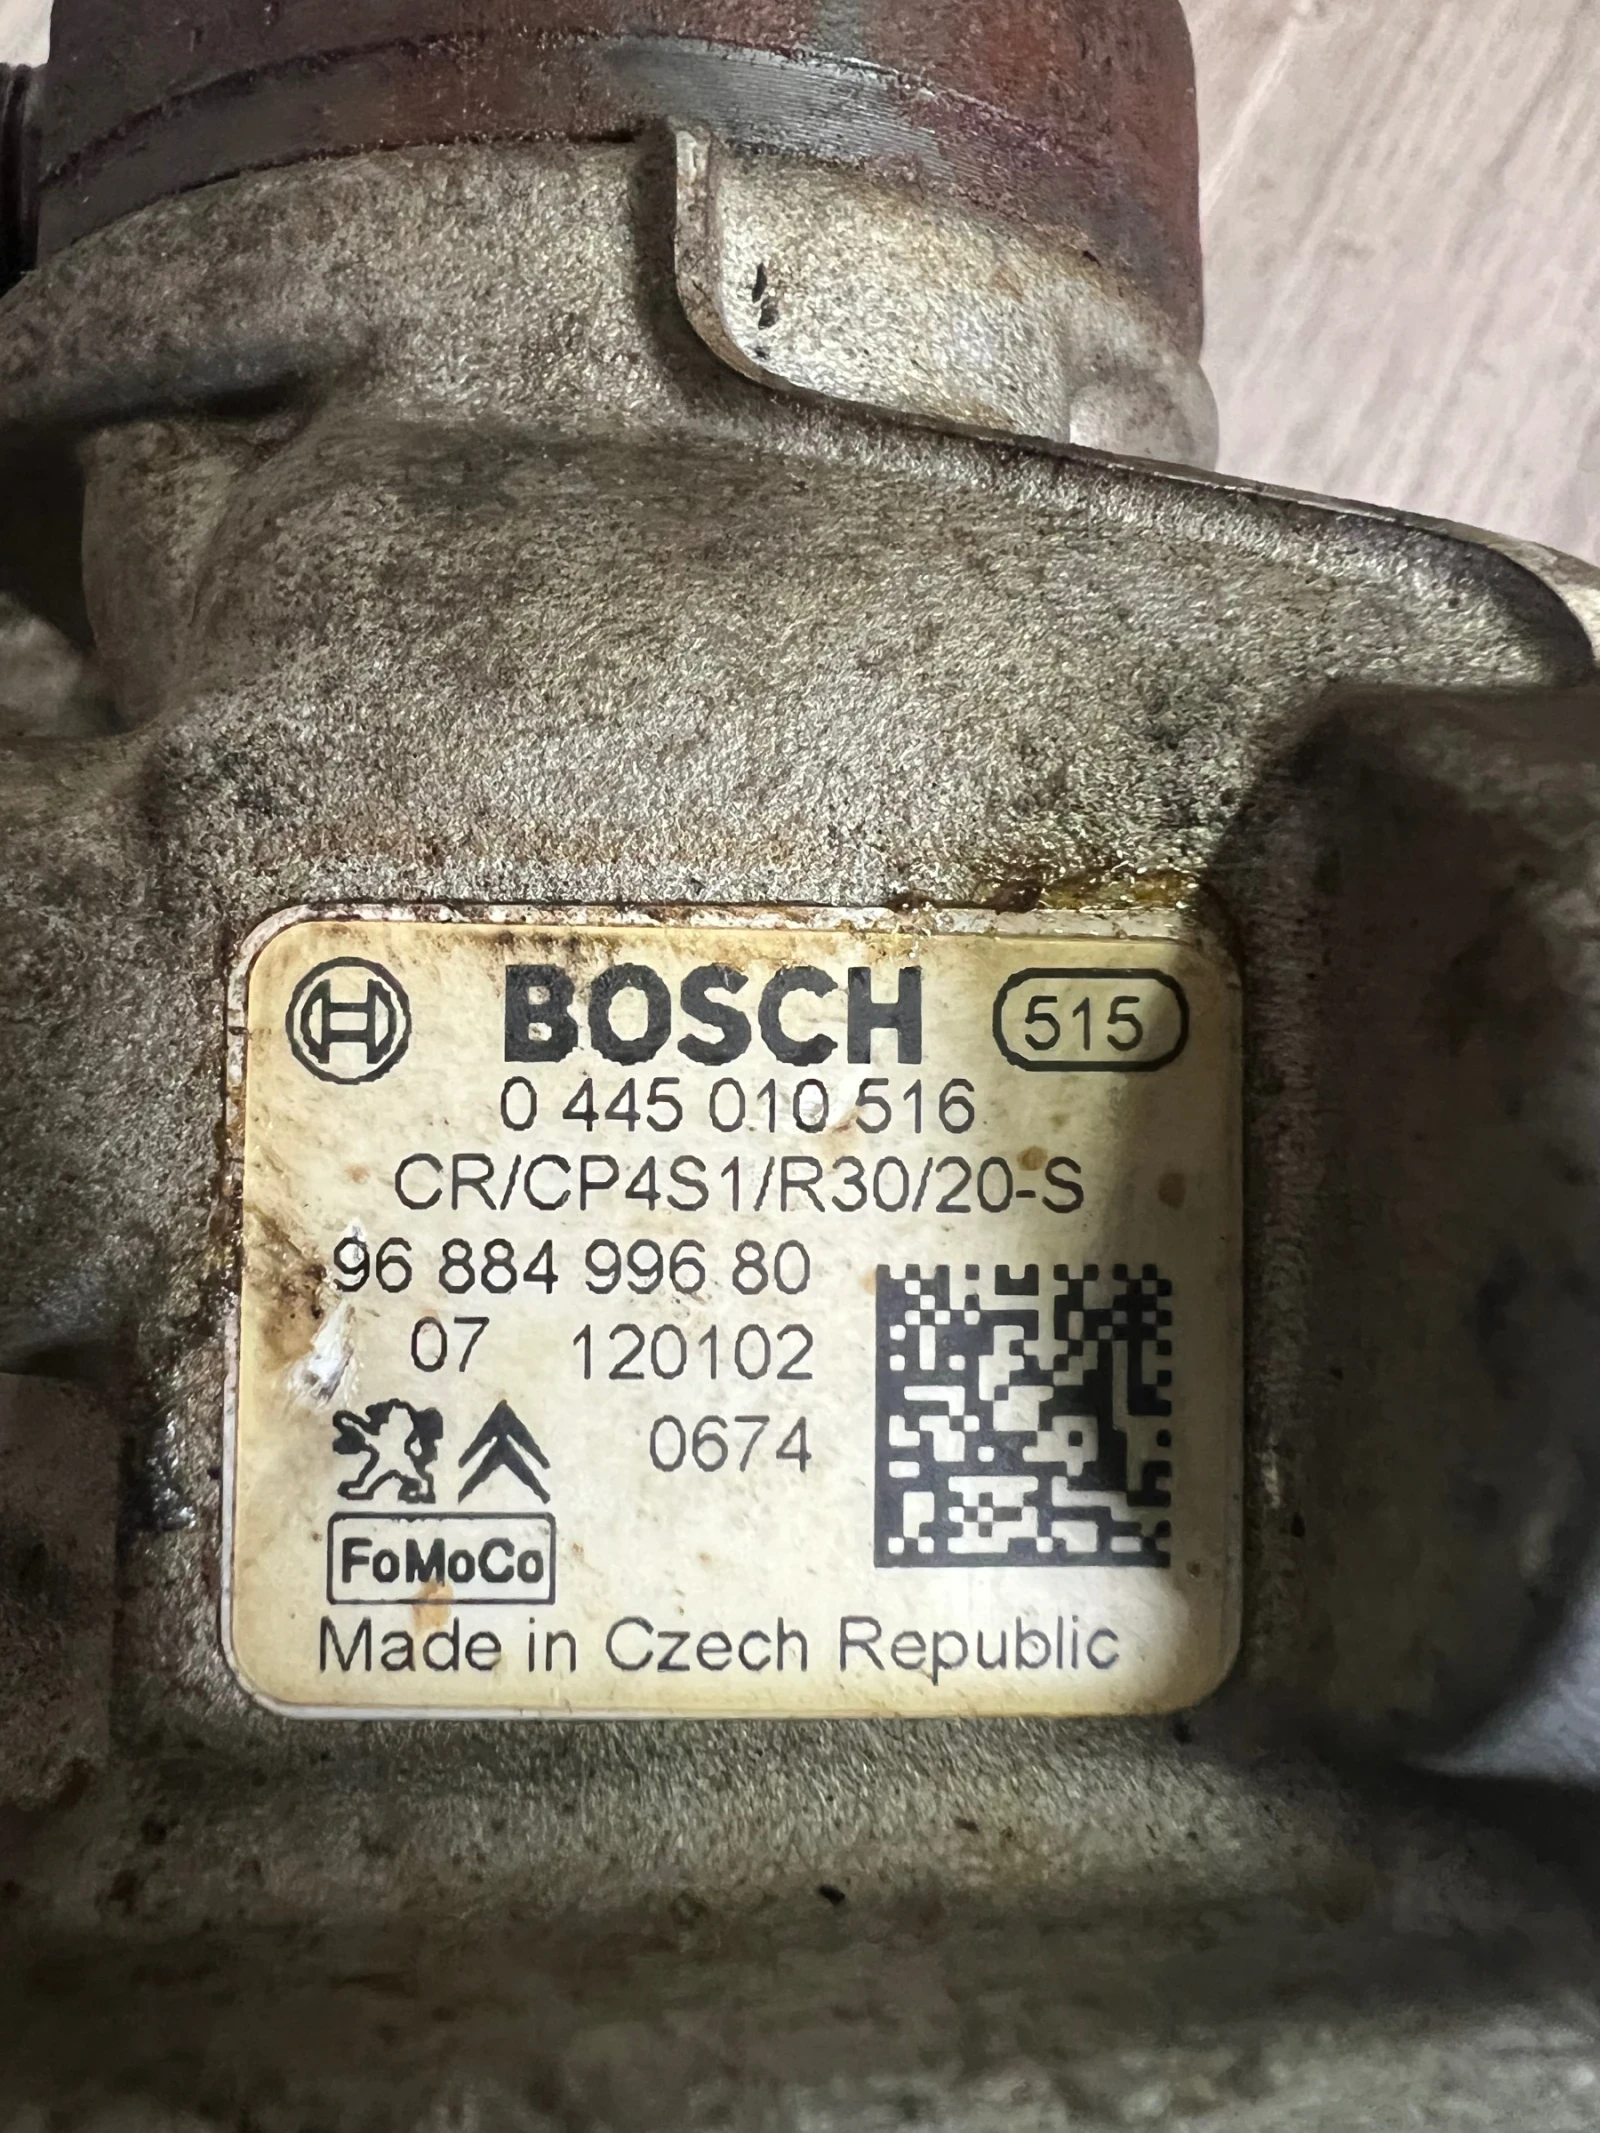 BOSCH 515
0 445 010 516
CR/CP4S1/R30/20-S
96 884 996 80
07 120102
0674
FoMoCo
Made in Czech Republic